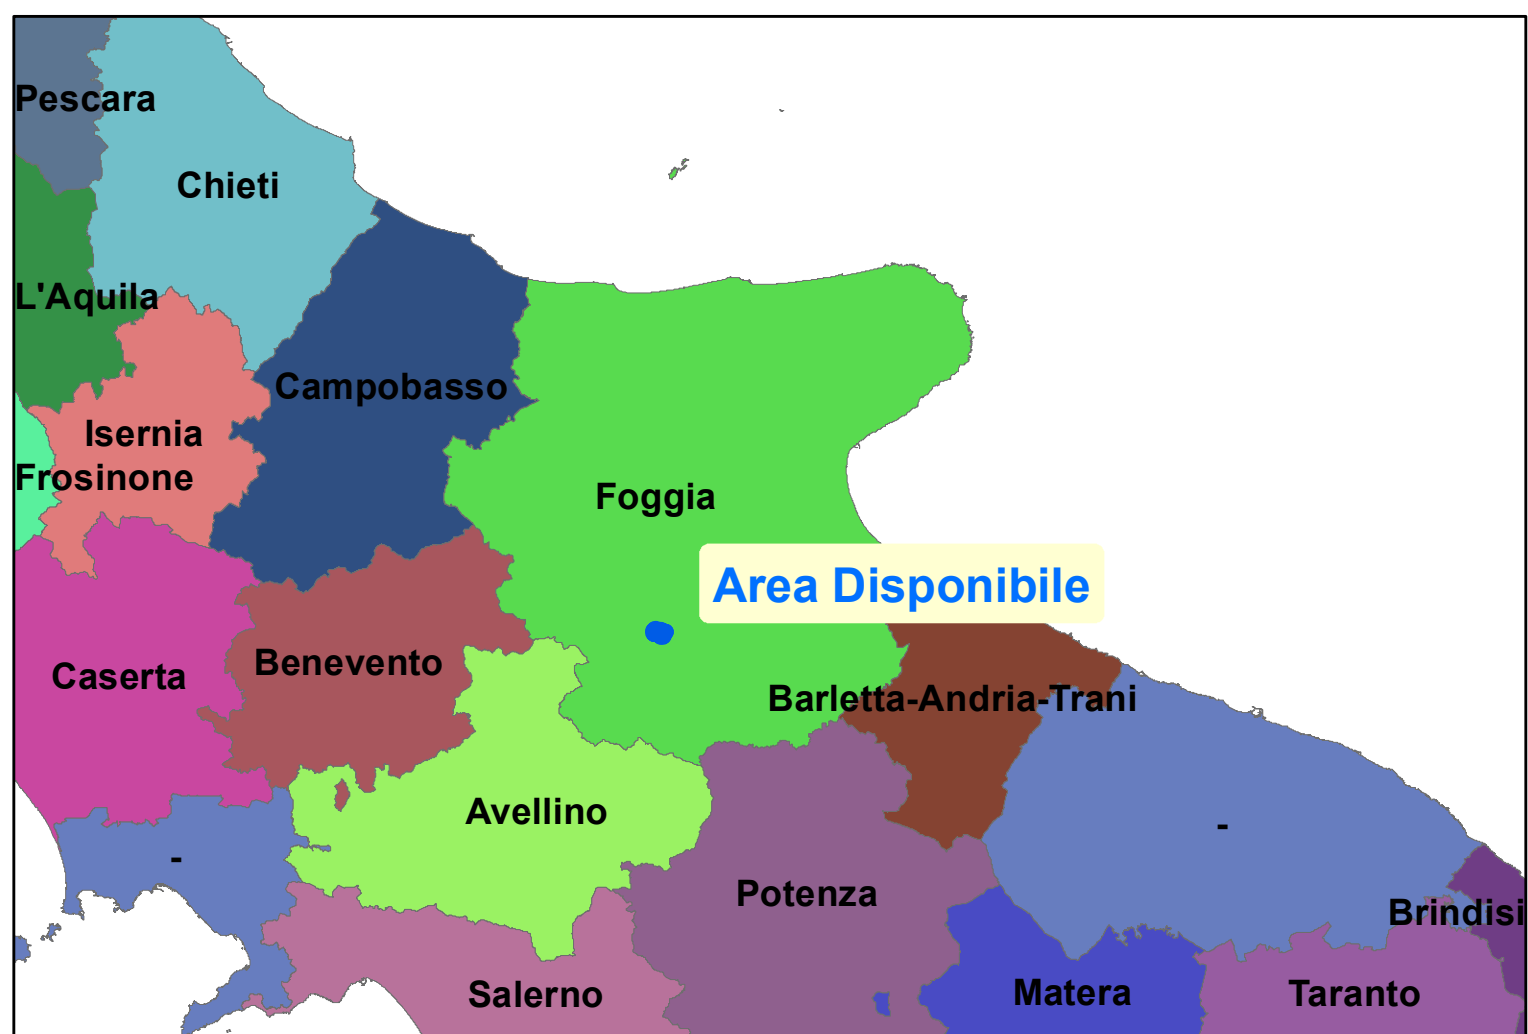 Pescara
Chieti
L'Aquila
Campobasso
Isernia
Frosinone
Foggia
Area Disponibile
Benevento
Caserta
Barletta-Andria-Trani
Avellino
-
-
Potenza
Brindisi
Salerno
Matera
Taranto